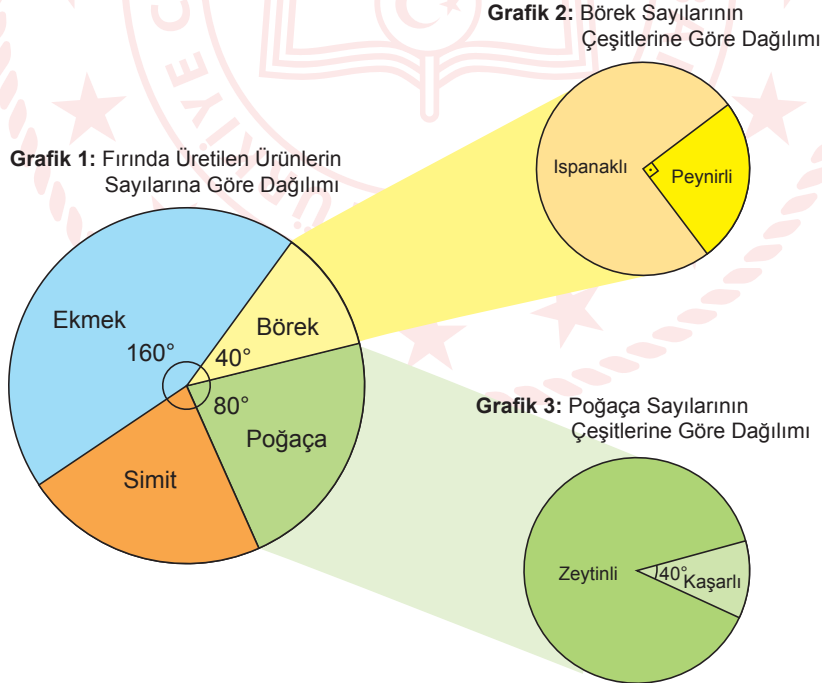 Grafik 2: Börek Sayılarının
Çeşitlerine Göre Dağılımı
Ispanaklı
Peynirli
Grafik 1: Fırında Üretilen Ürünlerin
Sayılarına Göre Dağılımı
Ekmek
Börek
160°
40°
80°
Poğaça
Simit
Grafik 3: Poğaça Sayılarının
Çeşitlerine Göre Dağılımı
Zeytinli
40°
Kaşarlı